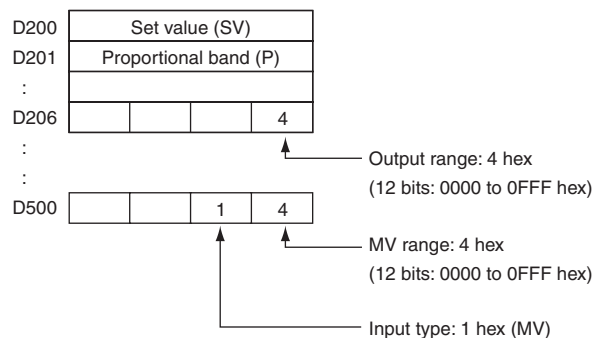 D200 Set value (SV)
D201 Proportional band (P)
:
D206 4
:
Output range: 4 hex
:
(12 bits: 0000 to 0FFF hex)
D500 1 4
MV range: 4 hex
(12 bits: 0000 to 0FFF hex)
Input type: 1 hex (MV)